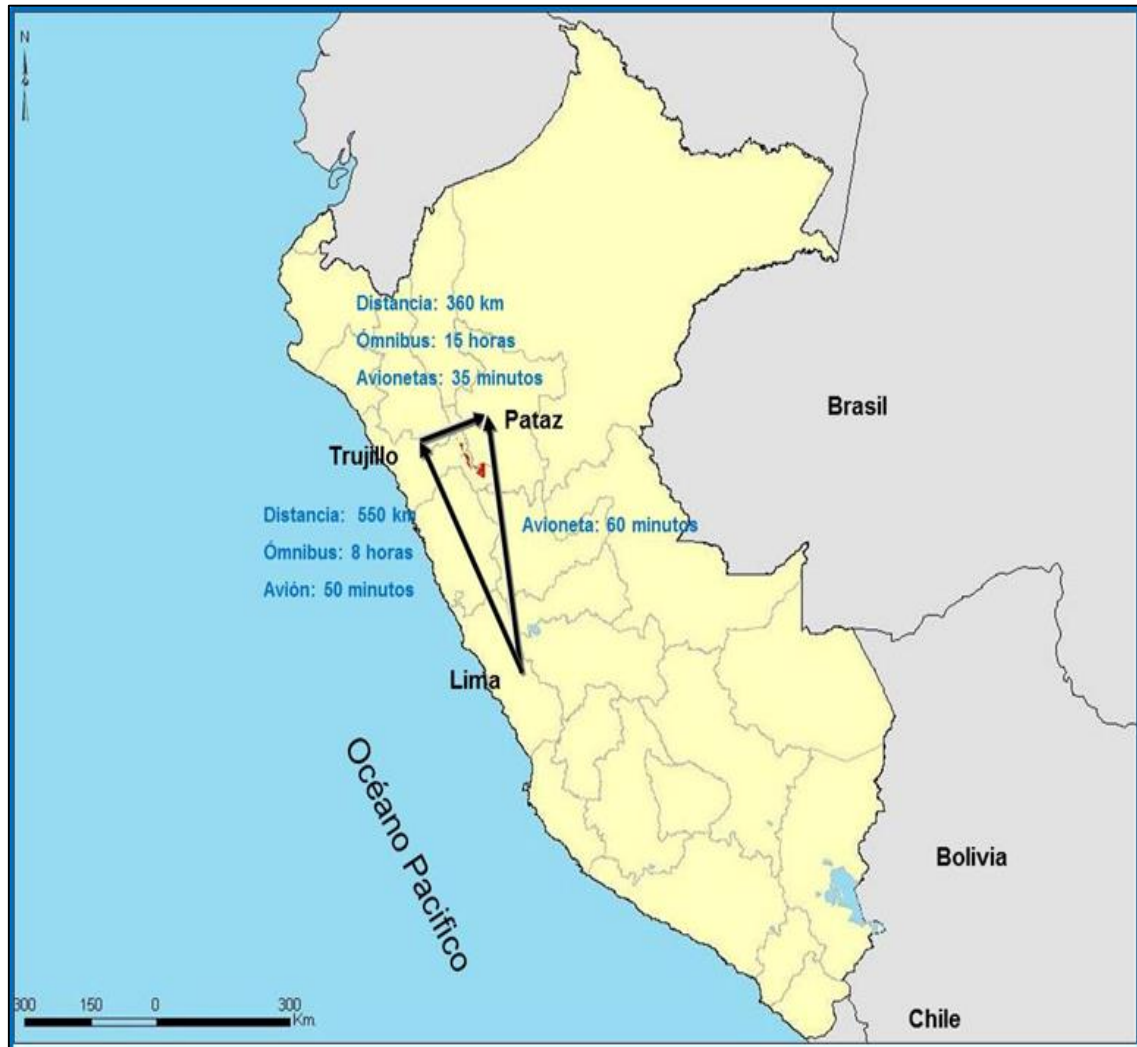 N
Distancia: 360 km
Ómnibus: 15 horas
Avionetas: 35 minutos
Brasil
Pataz
Trujillo
Distancia: 550 km
Avioneta: 60 minutos
Ómnibus: 8 horas
Avión: 50 minutos
Lima
Océano Pacifico
Bolivia
300 150 0 300
Km.
Chile